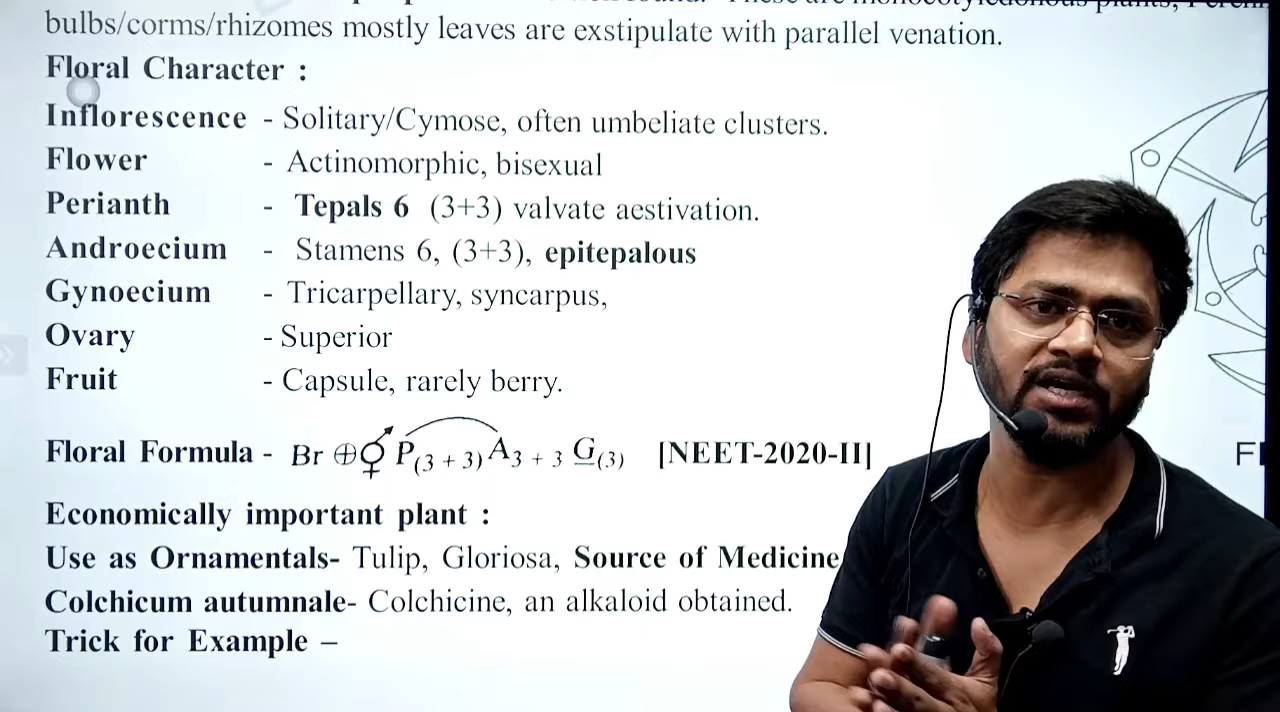 bulbs/corms/rhizomes mostly leaves are exstipulate with parallel venation.
Floral Character :
Inflorescence - Solitary/Cymose, often umbeliate clusters.
Flower - Actinomorphic, bisexual
Perianth - Tepals 6 (3+3) valvate aestivation.
Androecium - Stamens 6, (3+3), epitepalous
Gynoecium - Tricarpellary, syncarpus,
Ovary - Superior
Fruit - Capsule, rarely berry.
Floral Formula - Br ⊕ ⚥ P(3 + 3) A3 + 3 G(3) [NEET-2020-II]
Economically important plant :
Use as Ornamentals- Tulip, Gloriosa, Source of Medicine
Colchicum autumnale- Colchicine, an alkaloid obtained.
Trick for Example –